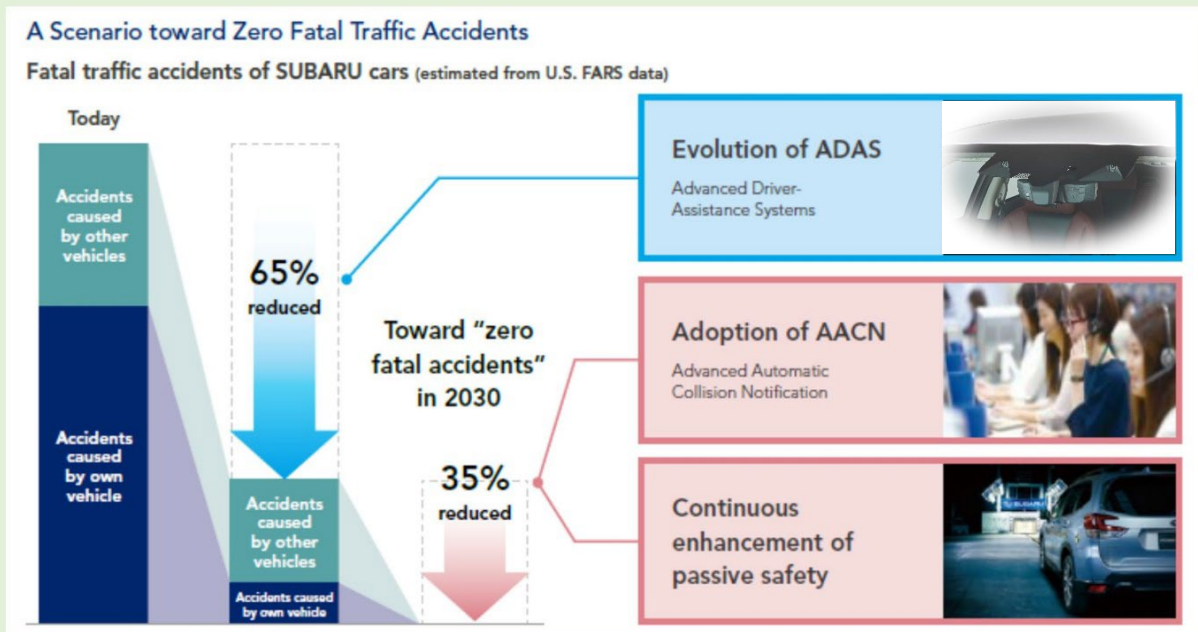 A Scenario toward Zero Fatal Traffic Accidents
Fatal traffic accidents of SUBARU cars (estimated from U.S. FARS data)
Today
Accidents
caused
by other
vehicles
Accidents
caused
by own
vehicle
65%
reduced
Accidents
caused
by other
vehicles
Accidents caused
by own vehicle
Toward “zero
fatal accidents”
in 2030
35%
reduced
Evolution of ADAS
Advanced Driver-
Assistance Systems
Adoption of AACN
Advanced Automatic
Collision Notification
Continuous
enhancement of
passive safety
SUBARU